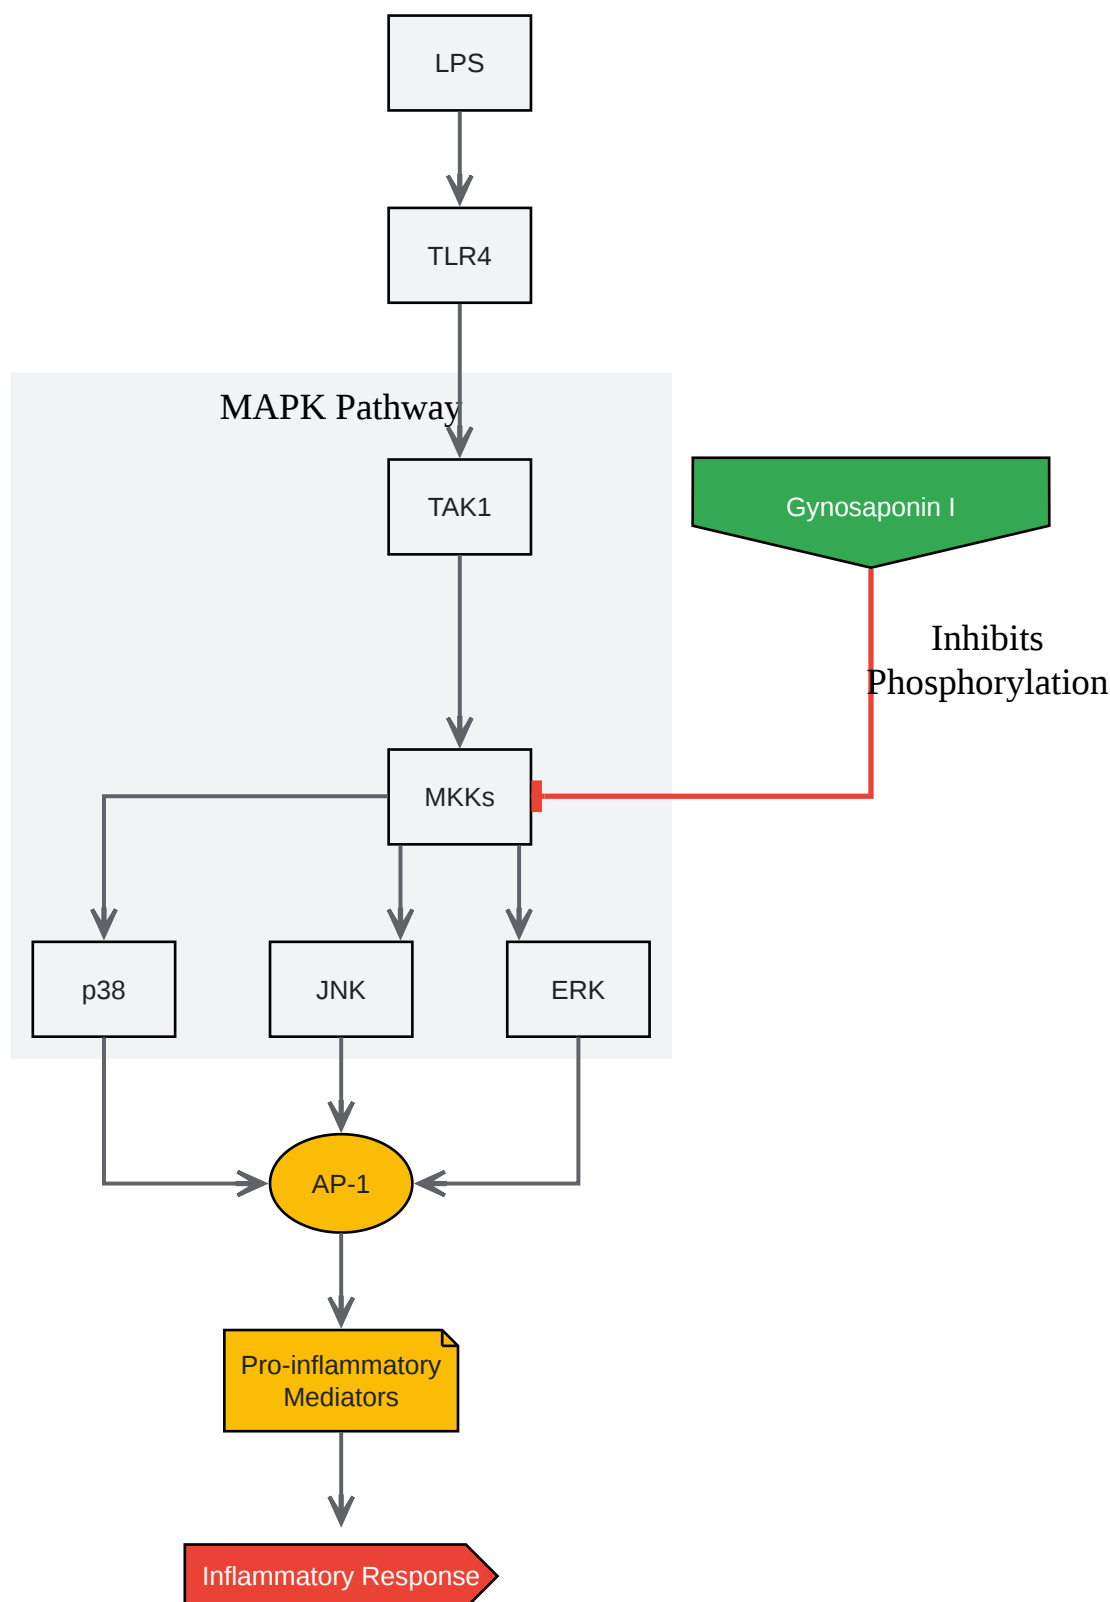 LPS
TLR4
MAPK Pathway
TAK1
Gynosaponin I
Inhibits
Phosphorylation
MKKs
p38
JNK
ERK
AP-1
Pro-inflammatory
Mediators
Inflammatory Response